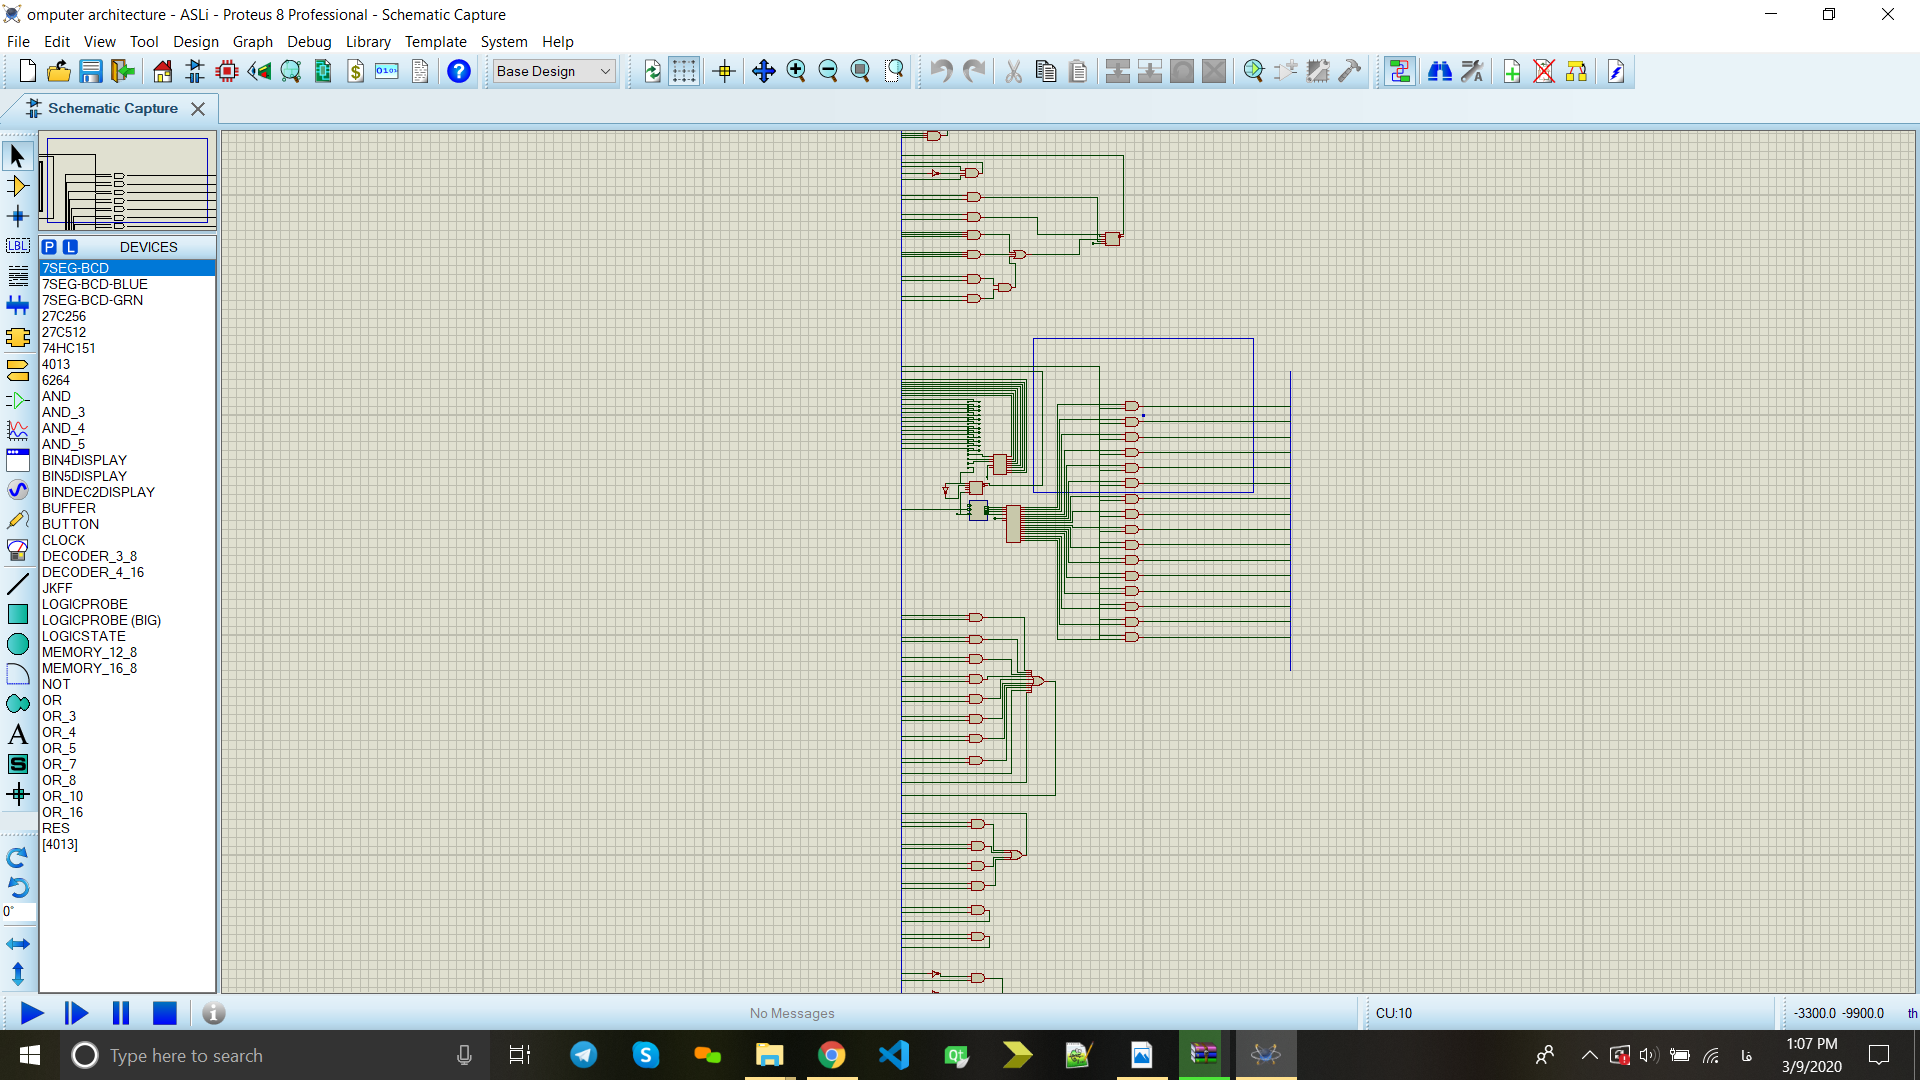 omputer architecture - ASLi - Proteus 8 Professional - Schematic Capture
File Edit View Tool Design Graph Debug Library Template System Help
Base Design
Schematic Capture
P L DEVICES
7SEG-BCD
7SEG-BCD-BLUE
7SEG-BCD-GRN
27C256
27C512
74HC151
4013
6264
AND
AND_3
AND_4
AND_5
BIN4DISPLAY
BIN5DISPLAY
BINDEC2DISPLAY
BUFFER
BUTTON
CLOCK
DECODER_3_8
DECODER_4_16
JKFF
LOGICPROBE
LOGICPROBE (BIG)
LOGICSTATE
MEMORY_12_8
MEMORY_16_8
NOT
OR
OR_3
OR_4
OR_5
OR_7
OR_8
OR_10
OR_16
RES
[4013]
LBL
A
S
0°
No Messages
CU:10
-3300.0 -9900.0 th
Type here to search
Qt
فا
1:07 PM
3/9/2020